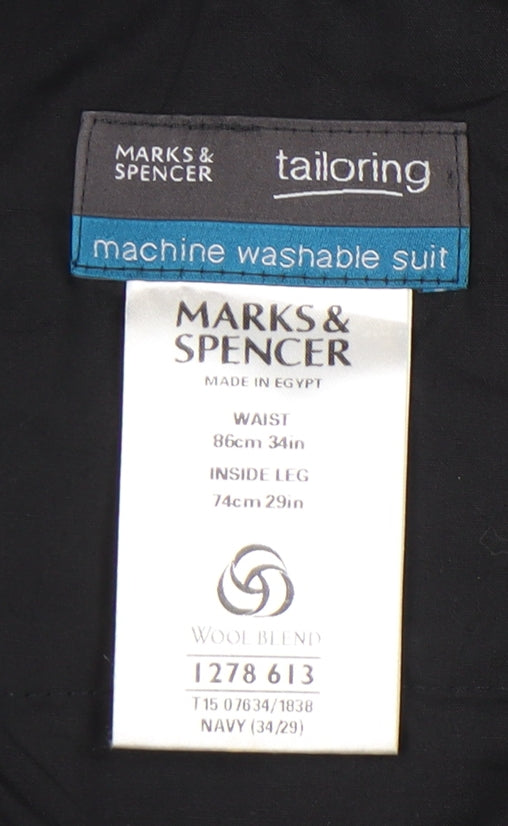 MARKS &
SPENCER
tailoring
machine washable suit
MARKS &
SPENCER
MADE IN EGYPT
WAIST
86cm 34in
INSIDE LEG
74cm 29in
WOOL BLEND
1278 613
T15 07634/1838
NAVY (34/29)